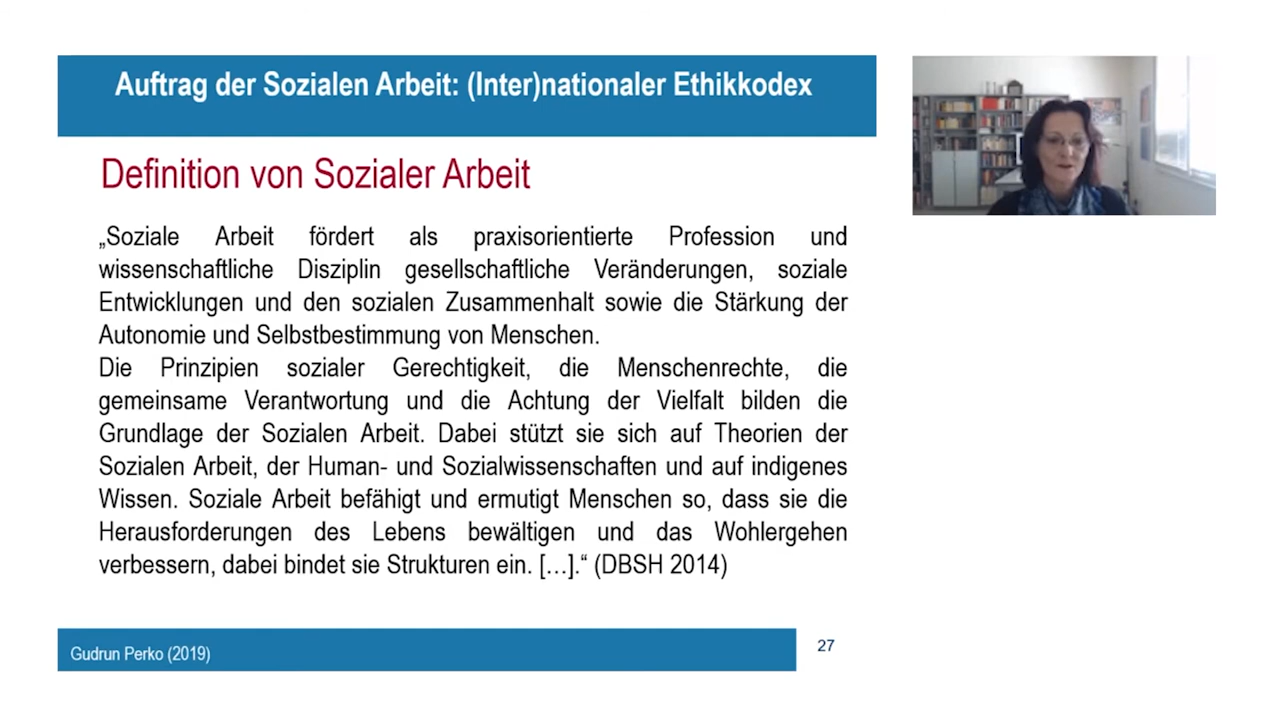 Auftrag der Sozialen Arbeit: (Inter)nationaler Ethikkodex
Definition von Sozialer Arbeit
„Soziale Arbeit fördert als praxisorientierte Profession und
wissenschaftliche Disziplin gesellschaftliche Veränderungen, soziale
Entwicklungen und den sozialen Zusammenhalt sowie die Stärkung der
Autonomie und Selbstbestimmung von Menschen.
Die Prinzipien sozialer Gerechtigkeit, die Menschenrechte, die
gemeinsame Verantwortung und die Achtung der Vielfalt bilden die
Grundlage der Sozialen Arbeit. Dabei stützt sie sich auf Theorien der
Sozialen Arbeit, der Human- und Sozialwissenschaften und auf indigenes
Wissen. Soziale Arbeit befähigt und ermutigt Menschen so, dass sie die
Herausforderungen des Lebens bewältigen und das Wohlergehen
verbessern, dabei bindet sie Strukturen ein. […].“ (DBSH 2014)
Gudrun Perko (2019)
27